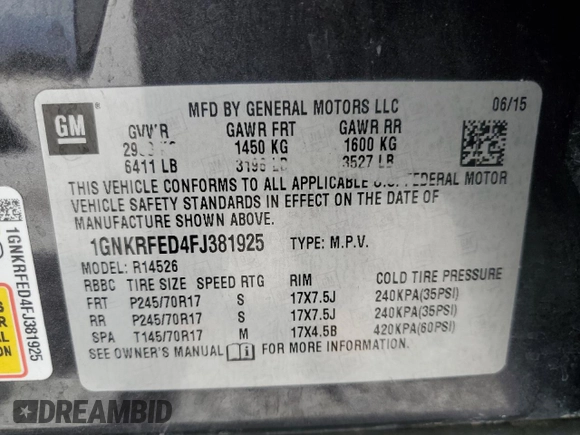 GM
MFD BY GENERAL MOTORS LLC 06/15
GVWR GAWR FRT GAWR RR
1450 KG 1600 KG
6411 LB 3196 LB 3527 LB
THIS VEHICLE CONFORMS TO ALL APPLICABLE U.S. FEDERAL MOTOR
VEHICLE SAFETY STANDARDS IN EFFECT ON THE DATE OF
MANUFACTURE SHOWN ABOVE.
1GNKRFED4FJ381925 TYPE: M.P.V.
MODEL: R14526
RBBC TIRE SIZE SPEED RTG RIM COLD TIRE PRESSURE
FRT P245/70R17 S 17X7.5J 240KPA(35PSI)
RR P245/70R17 S 17X7.5J 240KPA(35PSI)
SPA T145/70R17 M 17X4.5B 420KPA(60PSI)
SEE OWNER'S MANUAL FOR MORE INFORMATION
1GNKRFED4FJ381925
DREAMBID